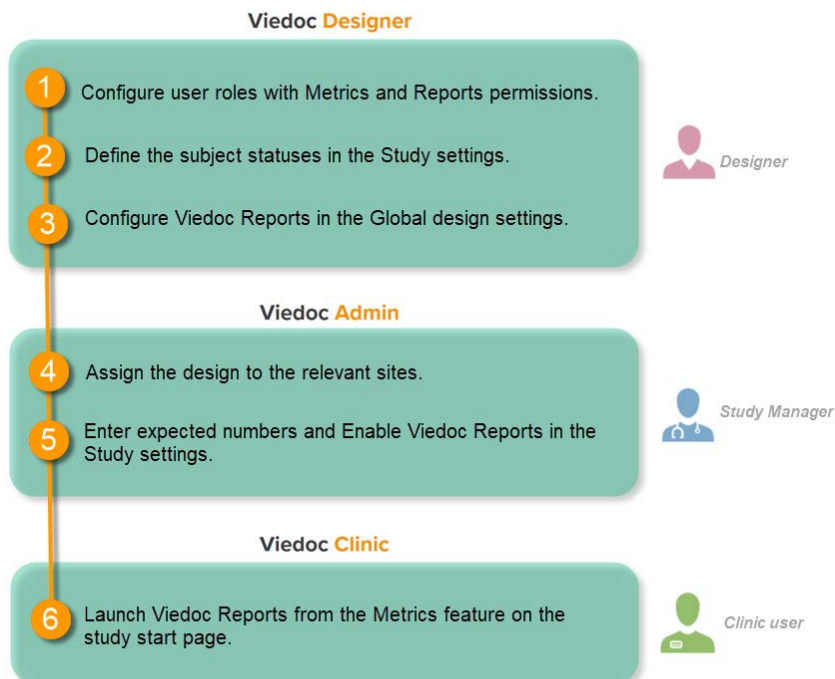 Viedoc Designer
1 Configure user roles with Metrics and Reports permissions.
2 Define the subject statuses in the Study settings.
Designer
3 Configure Viedoc Reports in the Global design settings.
Viedoc Admin
4 Assign the design to the relevant sites.
Study Manager
5 Enter expected numbers and Enable Viedoc Reports in the
Study settings.
Viedoc Clinic
6 Launch Viedoc Reports from the Metrics feature on the
study start page.
Clinic user